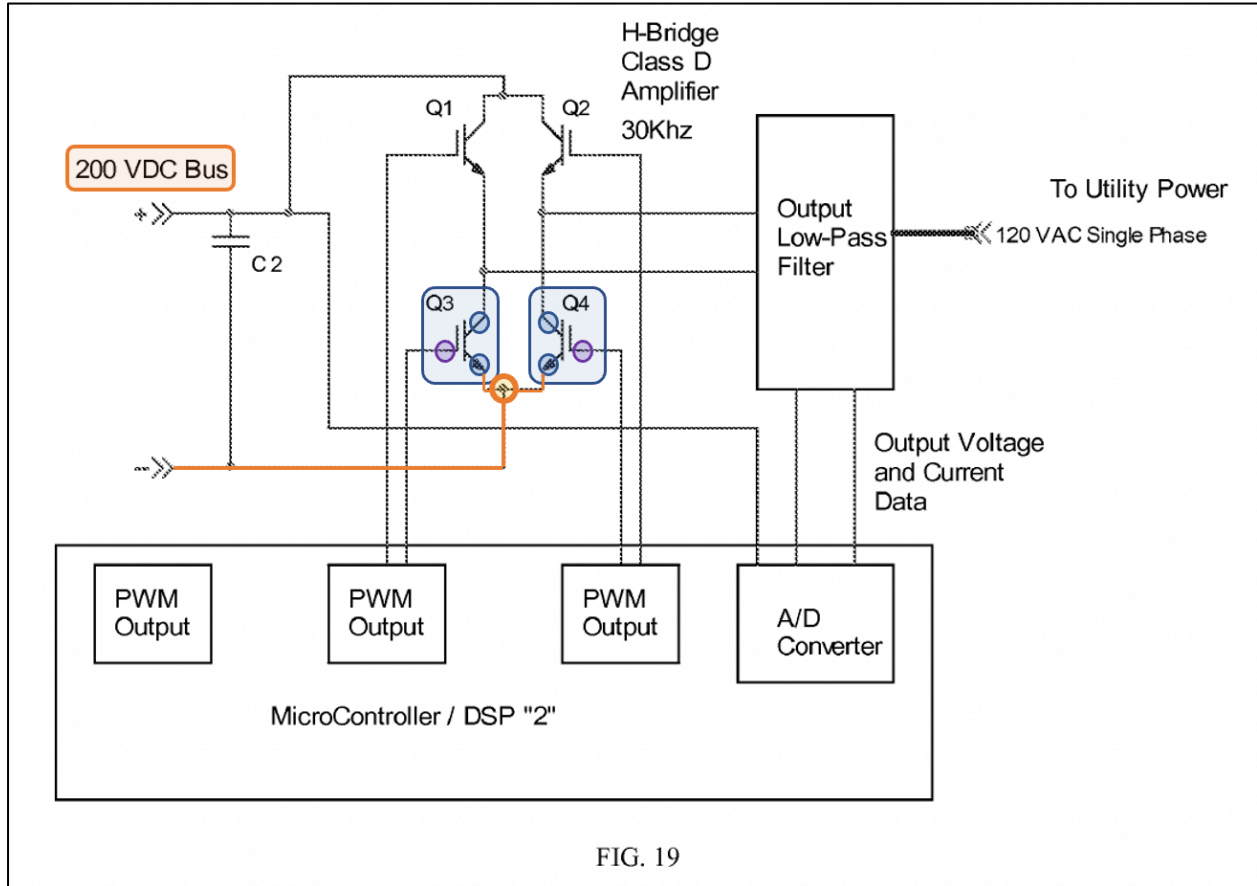 H-Bridge
Class D
Amplifier
30Khz
Q1
Q2
200 VDC Bus
+
C 2
Output
Low-Pass
Filter
To Utility Power
120 VAC Single Phase
Q3
Q4
-
Output Voltage
and Current
Data
PWM
Output
PWM
Output
PWM
Output
A/D
Converter
MicroController / DSP "2"
FIG. 19